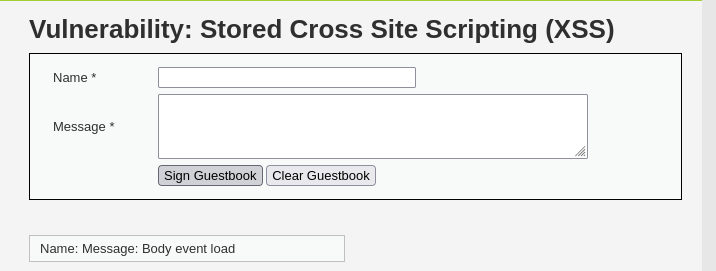 Vulnerability: Stored Cross Site Scripting (XSS)
Name *
Message *
Sign Guestbook Clear Guestbook
Name: Message: Body event load